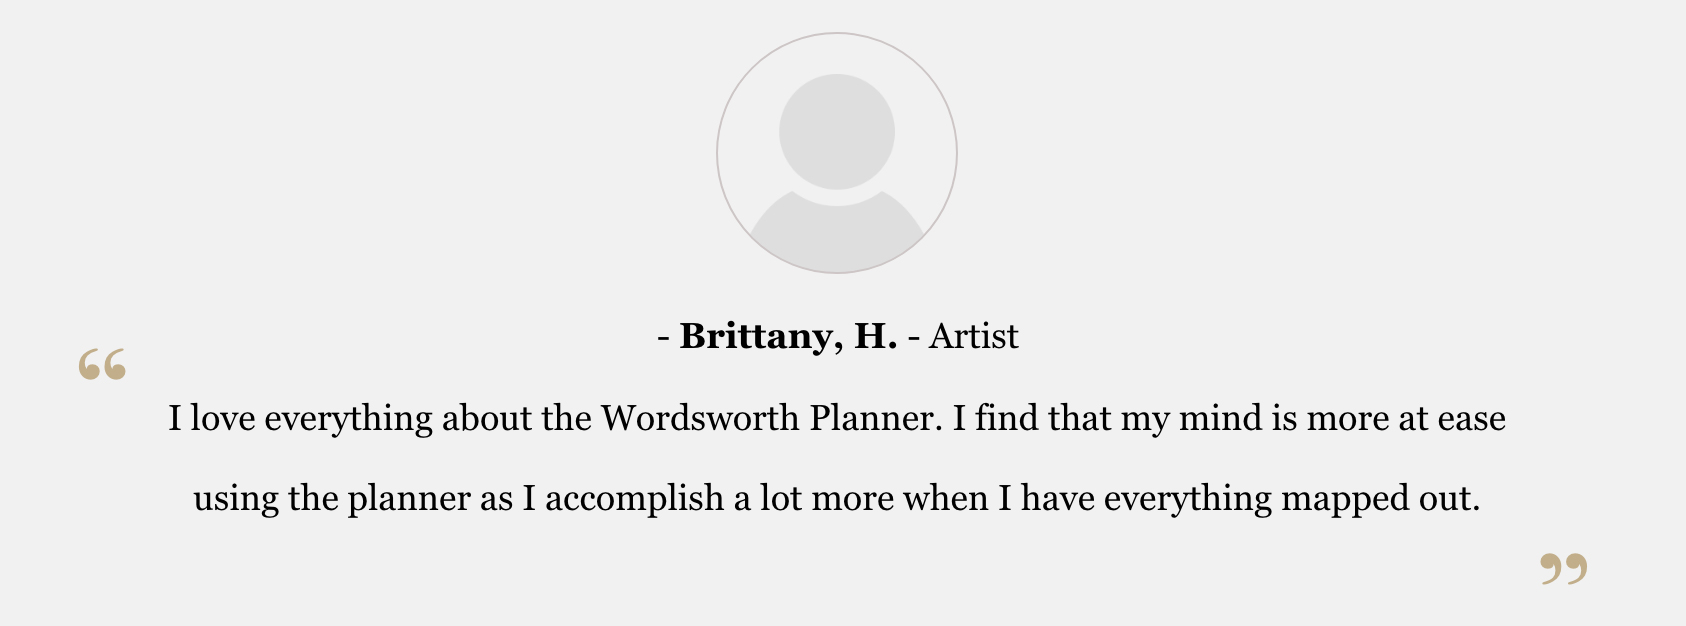 - Brittany, H. - Artist
“
I love everything about the Wordsworth Planner. I find that my mind is more at ease
using the planner as I accomplish a lot more when I have everything mapped out.
”